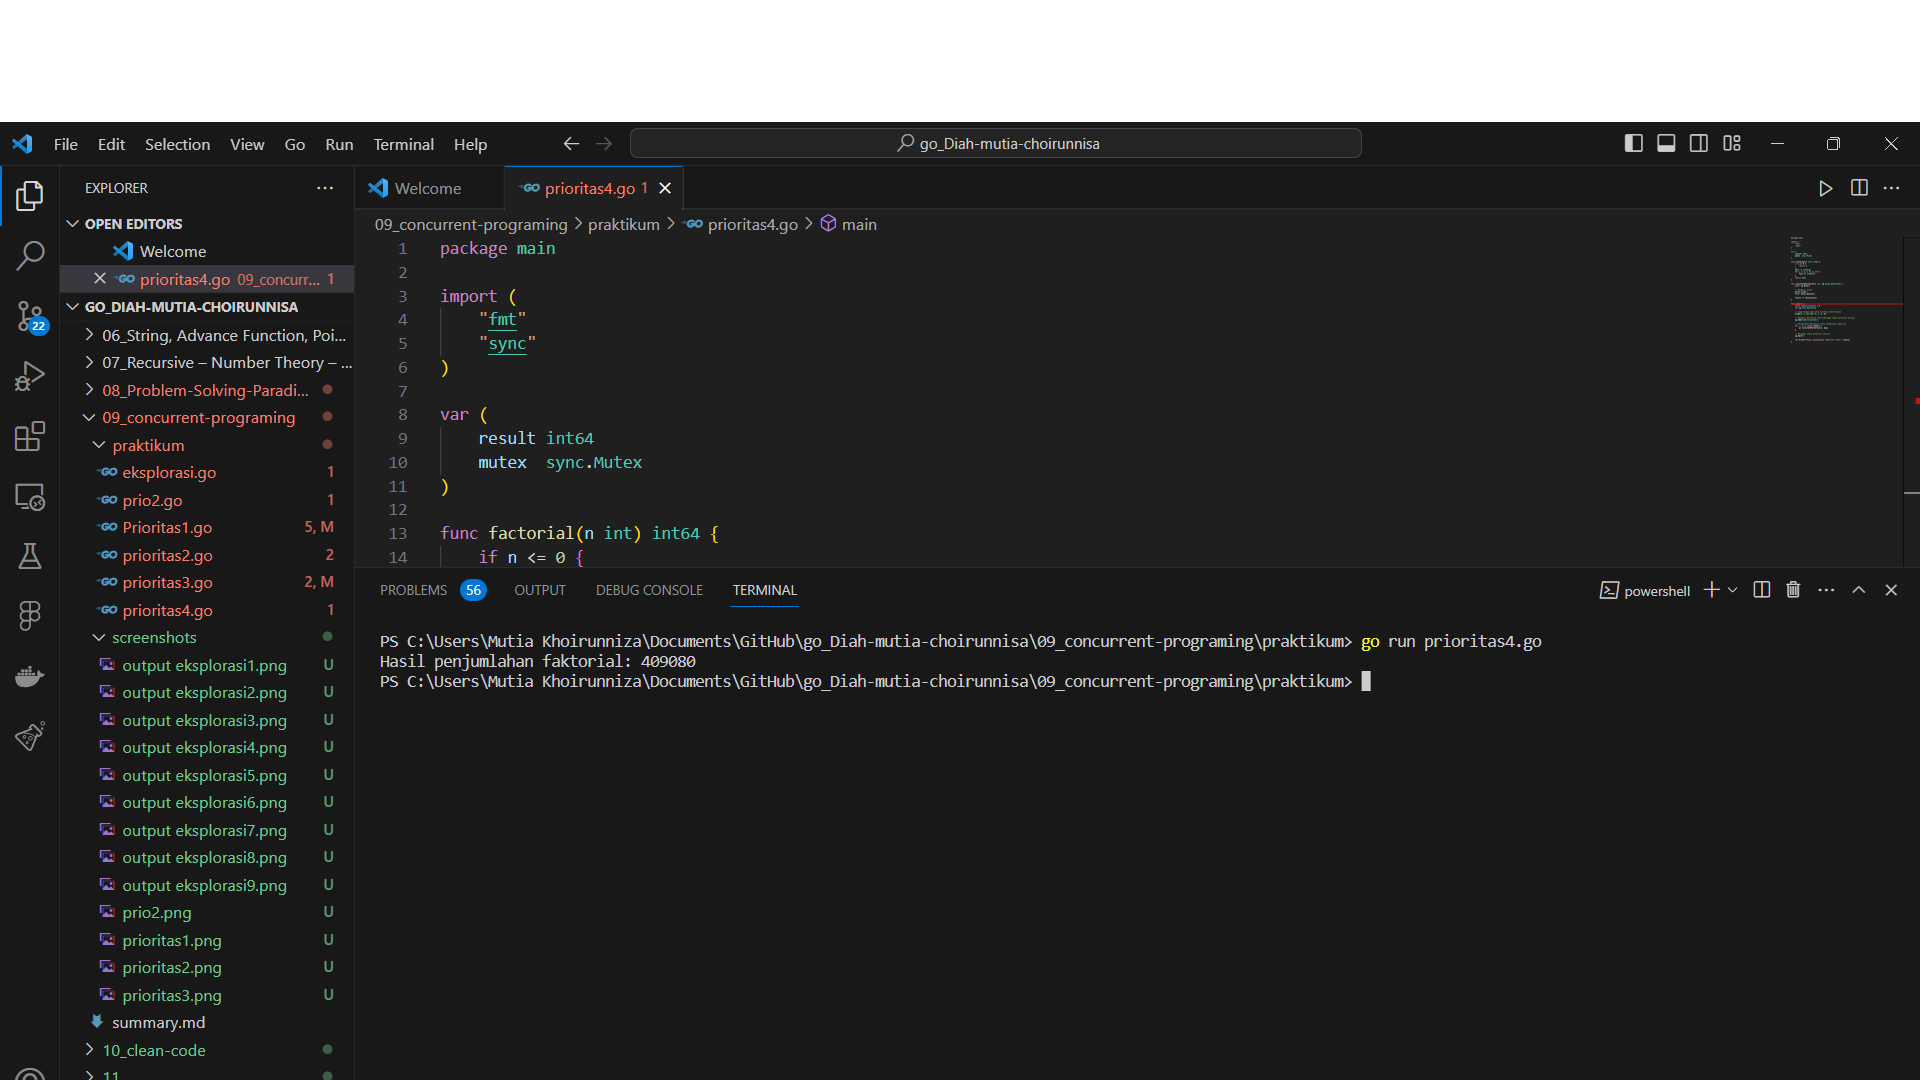 File Edit Selection View Go Run Terminal Help
go_Diah-mutia-choirunnisa
EXPLORER
OPEN EDITORS
Welcome
prioritas4.go 09_concurr... 1
GO_DIAH-MUTIA-CHOIRUNNISA
06_String, Advance Function, Poi...
07_Recursive – Number Theory – ...
08_Problem-Solving-Paradi...
09_concurrent-programing
praktikum
eksplorasi.go 1
prio2.go 1
Prioritas1.go 5, M
prioritas2.go 2
prioritas3.go 2, M
prioritas4.go 1
screenshots
output eksplorasi1.png U
output eksplorasi2.png U
output eksplorasi3.png U
output eksplorasi4.png U
output eksplorasi5.png U
output eksplorasi6.png U
output eksplorasi7.png U
output eksplorasi8.png U
output eksplorasi9.png U
prio2.png U
prioritas1.png U
prioritas2.png U
prioritas3.png U
summary.md
10_clean-code
22
Welcome
prioritas4.go 1
09_concurrent-programing > praktikum > prioritas4.go > main
1 package main
2
3 import (
4 "fmt"
5 "sync"
6 )
7
8 var (
9 result int64
10 mutex sync.Mutex
11 )
12
13 func factorial(n int) int64 {
14 if n <= 0 {
PROBLEMS 56 OUTPUT DEBUG CONSOLE TERMINAL
powershell
PS C:\Users\Mutia Khoirunniza\Documents\GitHub\go_Diah-mutia-choirunnisa\09_concurrent-programing\praktikum> go run prioritas4.go
Hasil penjumlahan faktorial: 409080
PS C:\Users\Mutia Khoirunniza\Documents\GitHub\go_Diah-mutia-choirunnisa\09_concurrent-programing\praktikum>